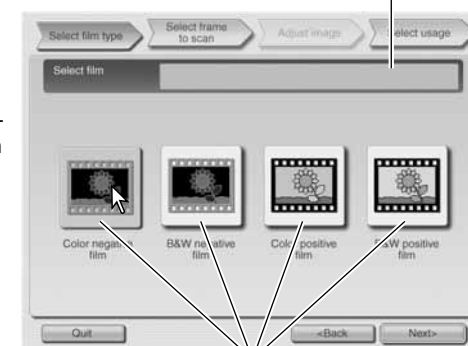 Select film type
Select frame
to scan
Adjust image
Select usage
Select film
Color negative
film
B&W negative
film
Color positive
film
B&W positive
film
Quit
<Back
Next>